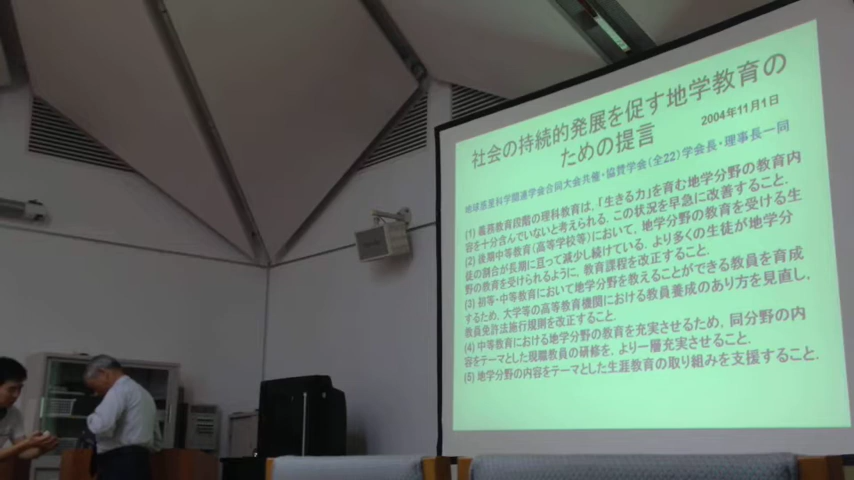 社会の持続的発展を促す地学教育の
ための提言
2004年11月1日
地球惑星科学関連学会合同大会共催・協賛学会(全22)学会長・理事長一同
(1) 義務教育段階の理科教育は,「生きる力」を育む地学分野の教育内
容を十分含んでいないと考えられる.この状況を早急に改善すること.
(2) 後期中等教育(高等学校等)において,地学分野の教育を受ける生
徒の割合が長期に亘って減少し続けている.より多くの生徒が地学分
野の教育を受けられるように,教育課程を改正すること.
(3) 初等・中等教育において地学分野を教えることができる教員を育成
するため,大学等の高等教育機関における教員養成のあり方を見直し,
教員免許法施行規則を改正すること.
(4) 中等教育における地学分野の教育を充実させるため,同分野の内
容をテーマとした現職教員の研修を,より一層充実させること.
(5) 地学分野の内容をテーマとした生涯教育の取り組みを支援すること.